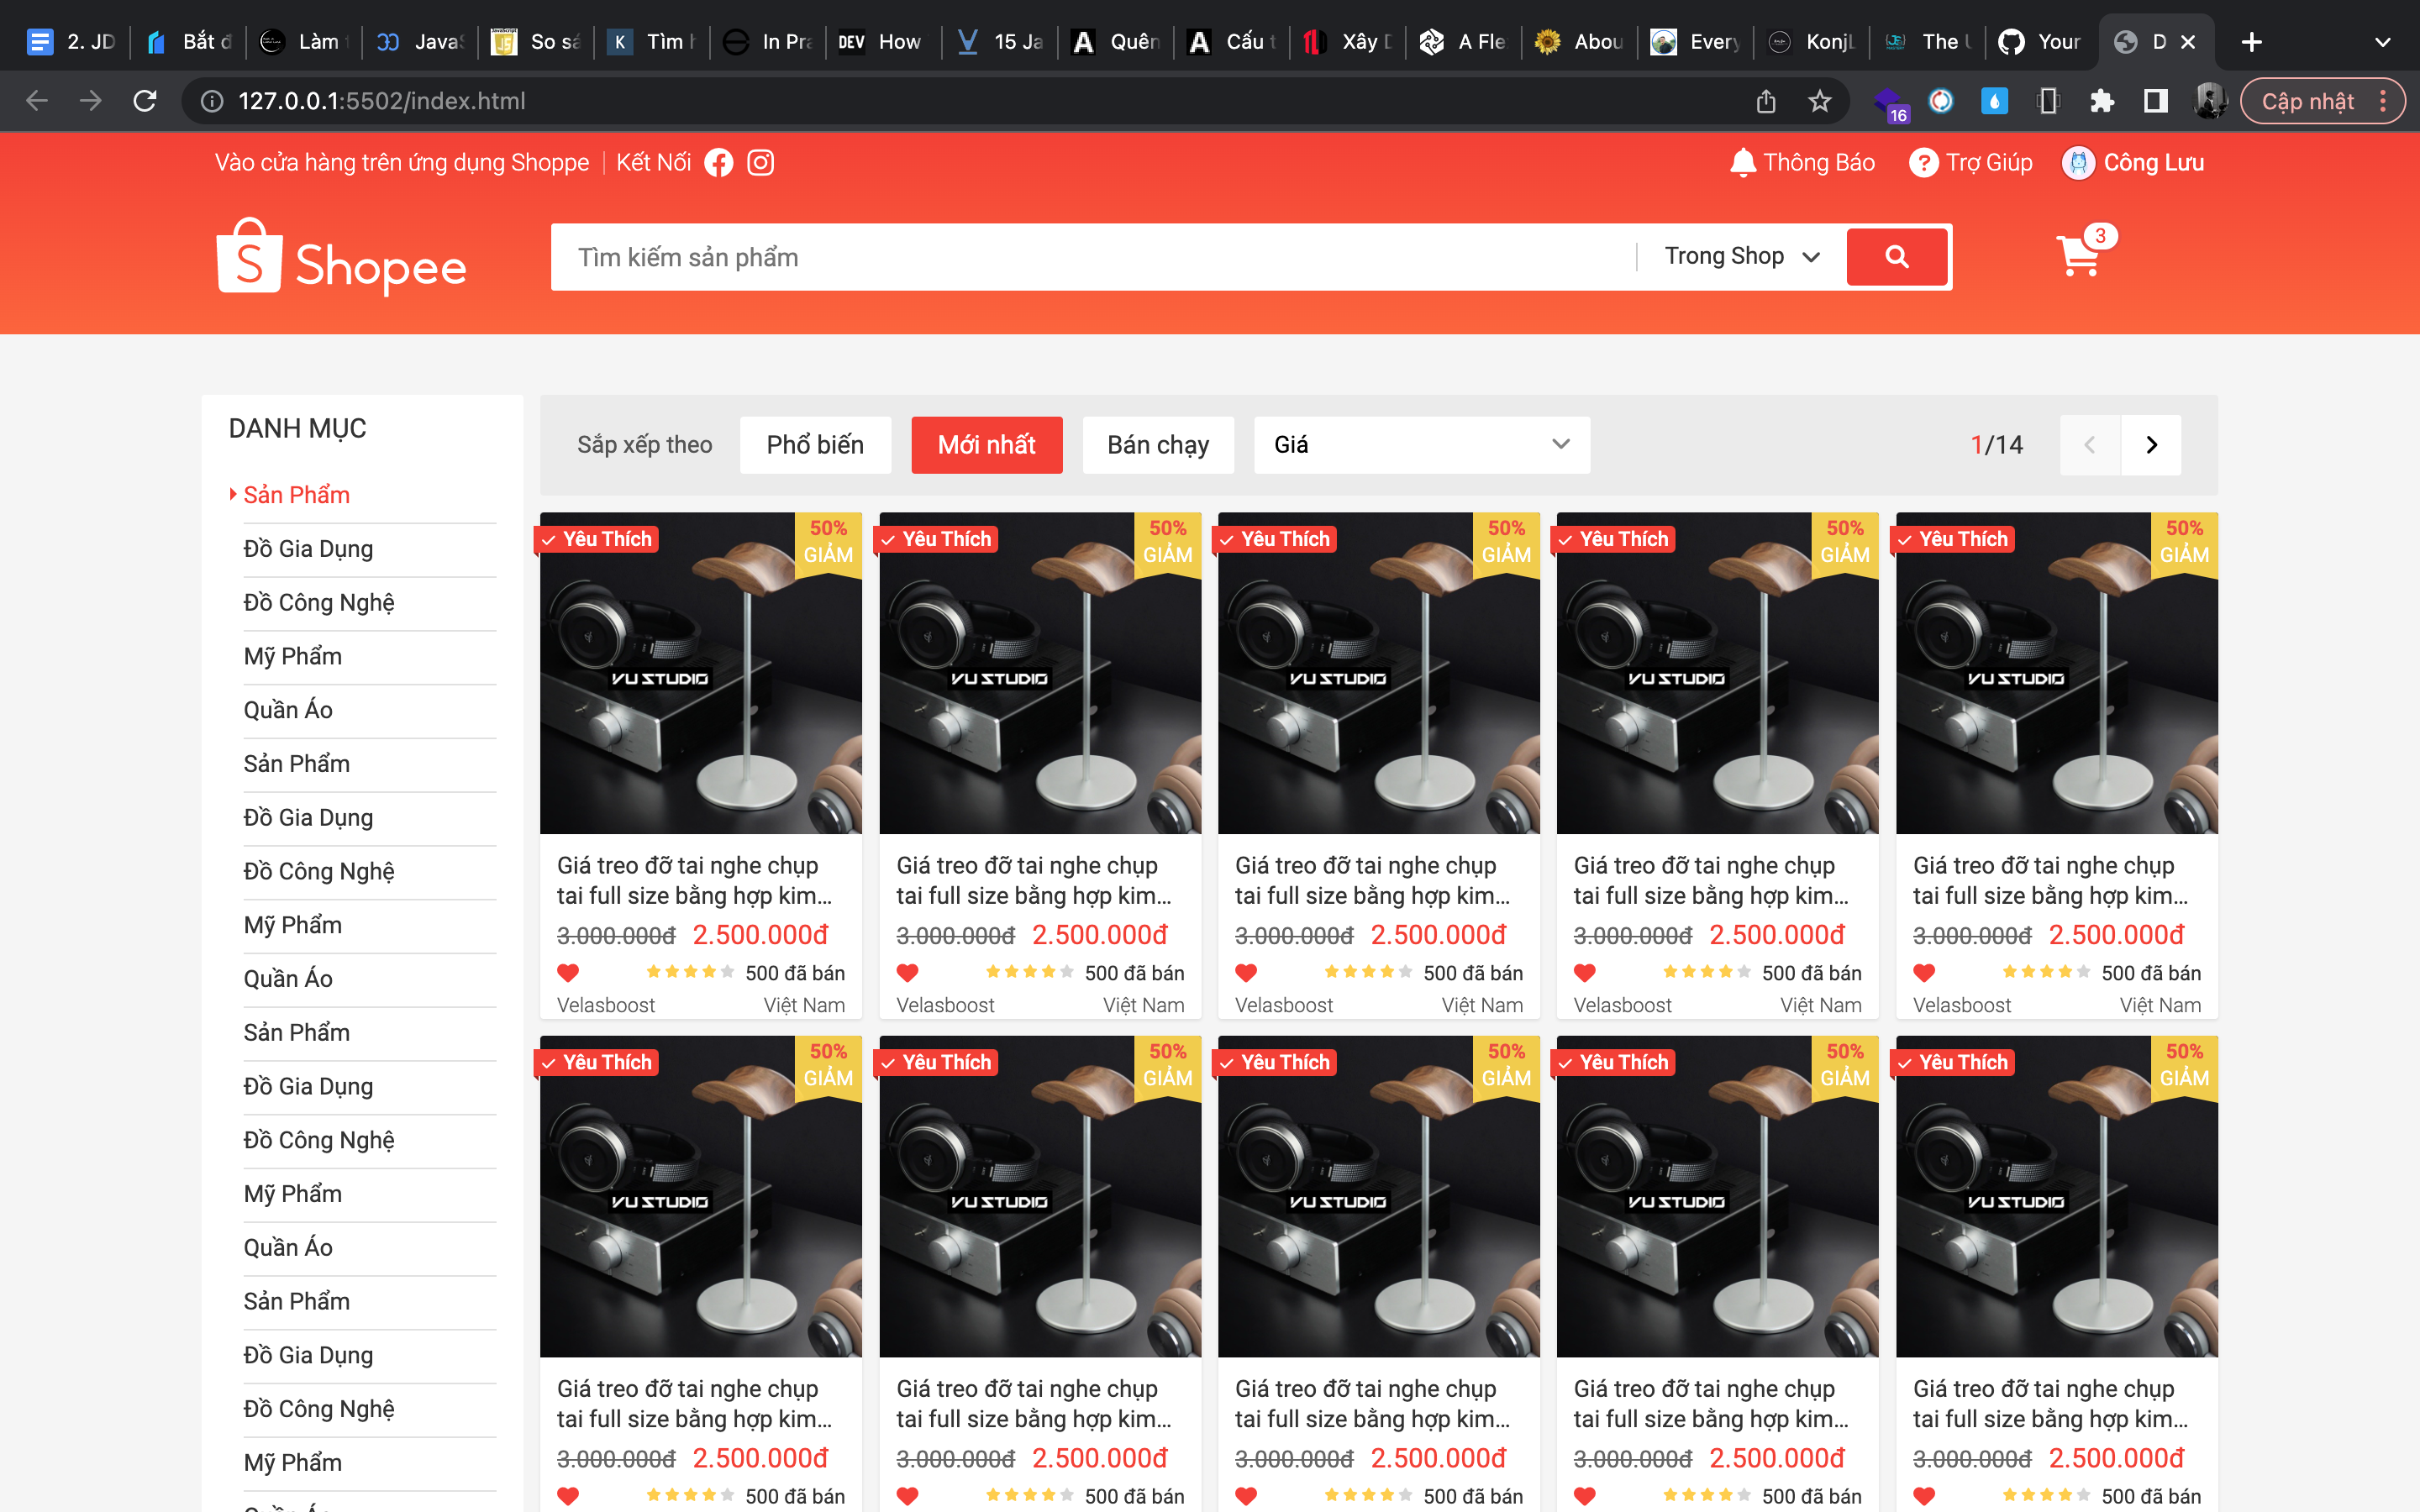 2. JD
Bắt đ
Làm
JavaS
So sá
Tìm
In Pra
DEV How
15 Ja
Quên
Cấu t
Xây D
A Fle
Abou
Every
KonjL
The U
Your
D
127.0.0.1:5502/index.html
16
Cập nhật
Vào cửa hàng trên ứng dụng Shoppe
Kết Nối
Thông Báo
Trợ Giúp
Công Lưu
Shopee
Tìm kiếm sản phẩm
Trong Shop
3
DANH MỤC
Sản Phẩm
Đồ Gia Dụng
Đồ Công Nghệ
Mỹ Phẩm
Quần Áo
Sản Phẩm
Đồ Gia Dụng
Đồ Công Nghệ
Mỹ Phẩm
Quần Áo
Sản Phẩm
Đồ Gia Dụng
Đồ Công Nghệ
Mỹ Phẩm
Quần Áo
Sản Phẩm
Đồ Gia Dụng
Đồ Công Nghệ
Mỹ Phẩm
Sắp xếp theo Phổ biến Mới nhất Bán chạy Giá 1/14
Yêu Thích 50% GIẢM
VU STUDIO
Giá treo đỡ tai nghe chụp
tai full size bằng hợp kim...
3.000.000đ 2.500.000đ
500 đã bán
Velasboost Việt Nam
Yêu Thích 50% GIẢM
VU STUDIO
Giá treo đỡ tai nghe chụp
tai full size bằng hợp kim...
3.000.000đ 2.500.000đ
500 đã bán
Velasboost Việt Nam
Yêu Thích 50% GIẢM
VU STUDIO
Giá treo đỡ tai nghe chụp
tai full size bằng hợp kim...
3.000.000đ 2.500.000đ
500 đã bán
Velasboost Việt Nam
Yêu Thích 50% GIẢM
VU STUDIO
Giá treo đỡ tai nghe chụp
tai full size bằng hợp kim...
3.000.000đ 2.500.000đ
500 đã bán
Velasboost Việt Nam
Yêu Thích 50% GIẢM
VU STUDIO
Giá treo đỡ tai nghe chụp
tai full size bằng hợp kim...
3.000.000đ 2.500.000đ
500 đã bán
Velasboost Việt Nam
Yêu Thích 50% GIẢM
VU STUDIO
Giá treo đỡ tai nghe chụp
tai full size bằng hợp kim...
3.000.000đ 2.500.000đ
500 đã bán
Yêu Thích 50% GIẢM
VU STUDIO
Giá treo đỡ tai nghe chụp
tai full size bằng hợp kim...
3.000.000đ 2.500.000đ
500 đã bán
Yêu Thích 50% GIẢM
VU STUDIO
Giá treo đỡ tai nghe chụp
tai full size bằng hợp kim...
3.000.000đ 2.500.000đ
500 đã bán
Yêu Thích 50% GIẢM
VU STUDIO
Giá treo đỡ tai nghe chụp
tai full size bằng hợp kim...
3.000.000đ 2.500.000đ
500 đã bán
Yêu Thích 50% GIẢM
VU STUDIO
Giá treo đỡ tai nghe chụp
tai full size bằng hợp kim...
3.000.000đ 2.500.000đ
500 đã bán